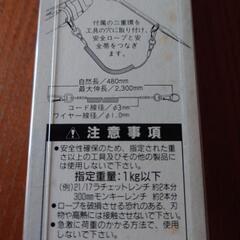 付属の二重環を
工具の穴に取り付け、
安全ロープと安
全帯をつなぎ
ます。
自然長／480mm
最大伸長／2,300mm
コード線径／φ3mm
ワイヤー線径／φ1.0mm
注意事項
●安全性確保のため、指定された重
さ以上の工具及びその他の製品に
は使用しないで下さい。
指定重量：1kg以下
(例)21／17ラチェットレンチ 約2本分
300mmモンキーレンチ 約2本分
●ロープを破損させる恐れのある、刃
物や高熱には接触させないで下さい。
●急激に荷重のかかる方法で、使用
しないで下さい。